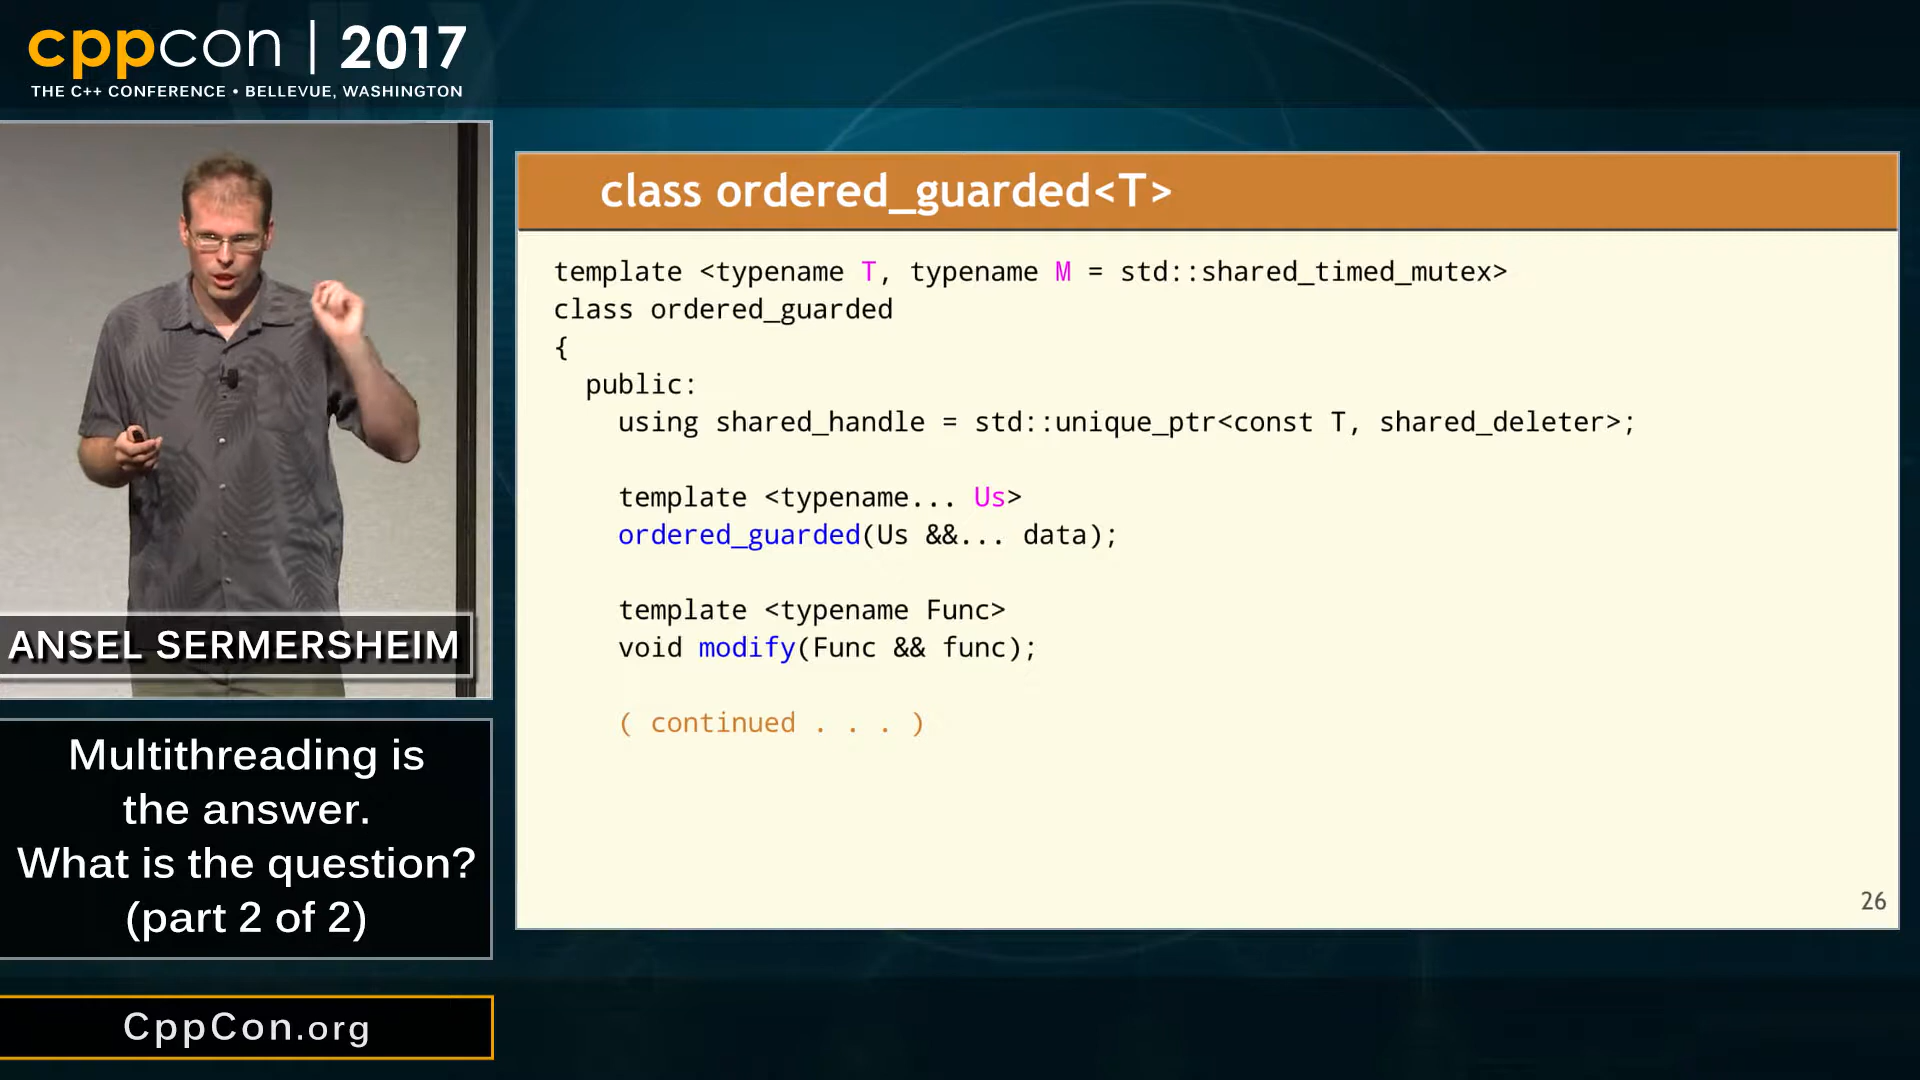 cppcon | 2017
THE C++ CONFERENCE • BELLEVUE, WASHINGTON
ANSEL SERMERSHEIM
Multithreading is
the answer.
What is the question?
(part 2 of 2)
CppCon.org
class ordered_guarded<T>
template <typename T, typename M = std::shared_timed_mutex>
class ordered_guarded
{
public:
using shared_handle = std::unique_ptr<const T, shared_deleter>;
template <typename... Us>
ordered_guarded(Us &&... data);
template <typename Func>
void modify(Func && func);
( continued . . . )
26